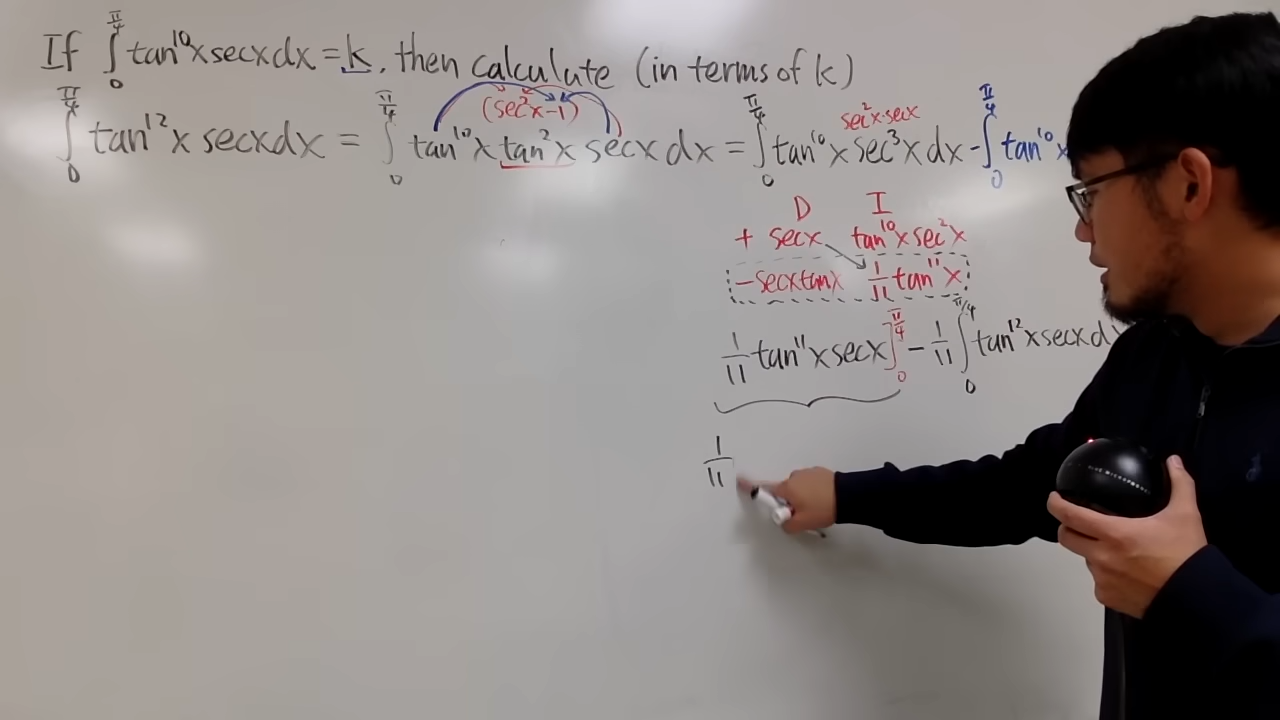 If ∫₀^{π/4} tan¹⁰x secx dx = k, then calculate (in terms of k)
(sec²x-1)
sec²x·secx
∫₀^{π/4} tan¹²x secx dx = ∫₀^{π/4} tan¹⁰x tan²x secx dx = ∫₀^{π/4} tan¹⁰x sec³x dx - ∫₀^{π/4} tan¹⁰x
D I
+ secx tan¹⁰x sec²x
- secxtanx 1/11 tan¹¹x
1/11 tan¹¹x secx]₀^{π/4} - 1/11 ∫₀^{π/4} tan¹²x secx dx
1/11